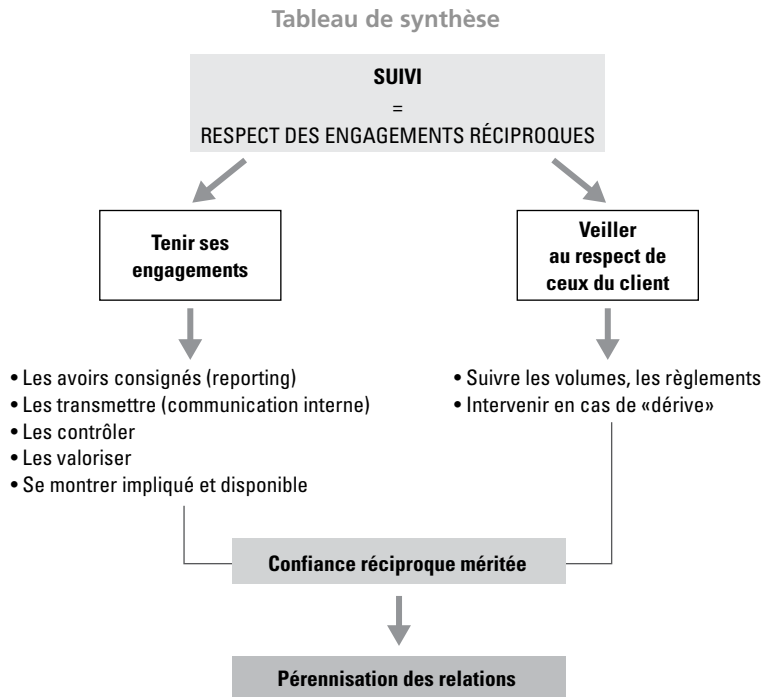 Tableau de synthèse
SUIVI
=
RESPECT DES ENGAGEMENTS RÉCIPROQUES
Tenir ses
engagements
Veiller
au respect de
ceux du client
• Les avoirs consignés (reporting)
• Les transmettre (communication interne)
• Les contrôler
• Les valoriser
• Se montrer impliqué et disponible
• Suivre les volumes, les règlements
• Intervenir en cas de «dérive»
Confiance réciproque méritée
Pérennisation des relations